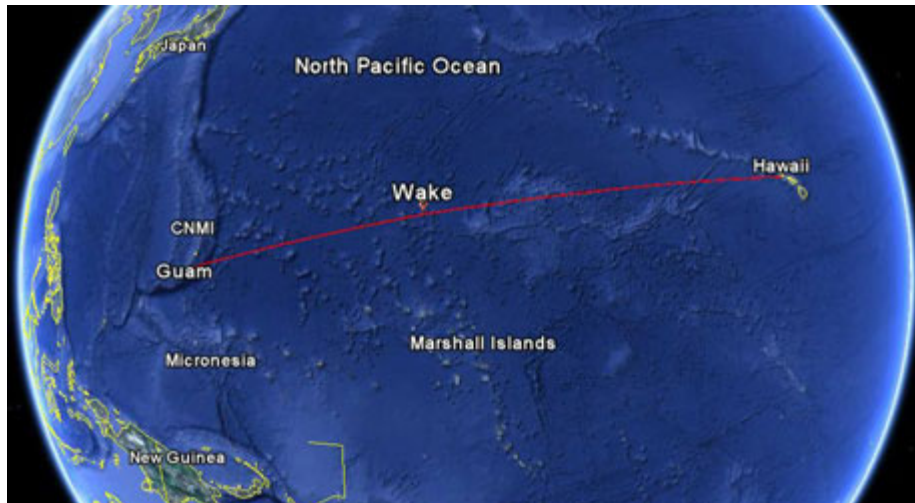 Japan
North Pacific Ocean
Hawaii
Wake
CNMI
Guam
Marshall Islands
Micronesia
New Guinea